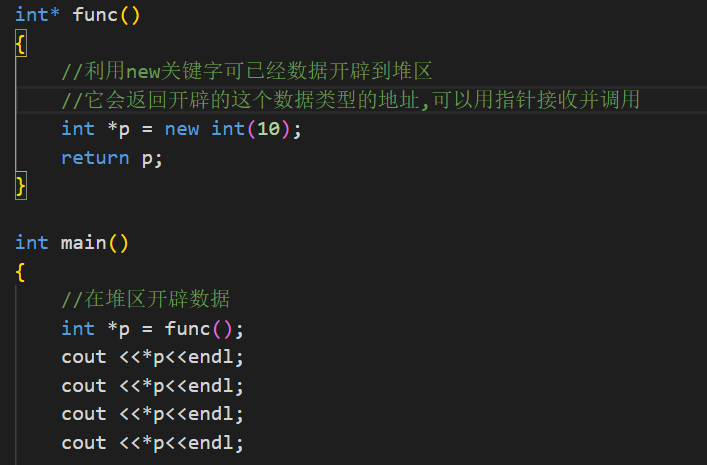 int* func()
{
//利用new关键字可已经数据开辟到堆区
//它会返回开辟的这个数据类型的地址,可以用指针接收并调用
int *p = new int(10);
return p;
}
int main()
{
//在堆区开辟数据
int *p = func();
cout <<*p<<endl;
cout <<*p<<endl;
cout <<*p<<endl;
cout <<*p<<endl;